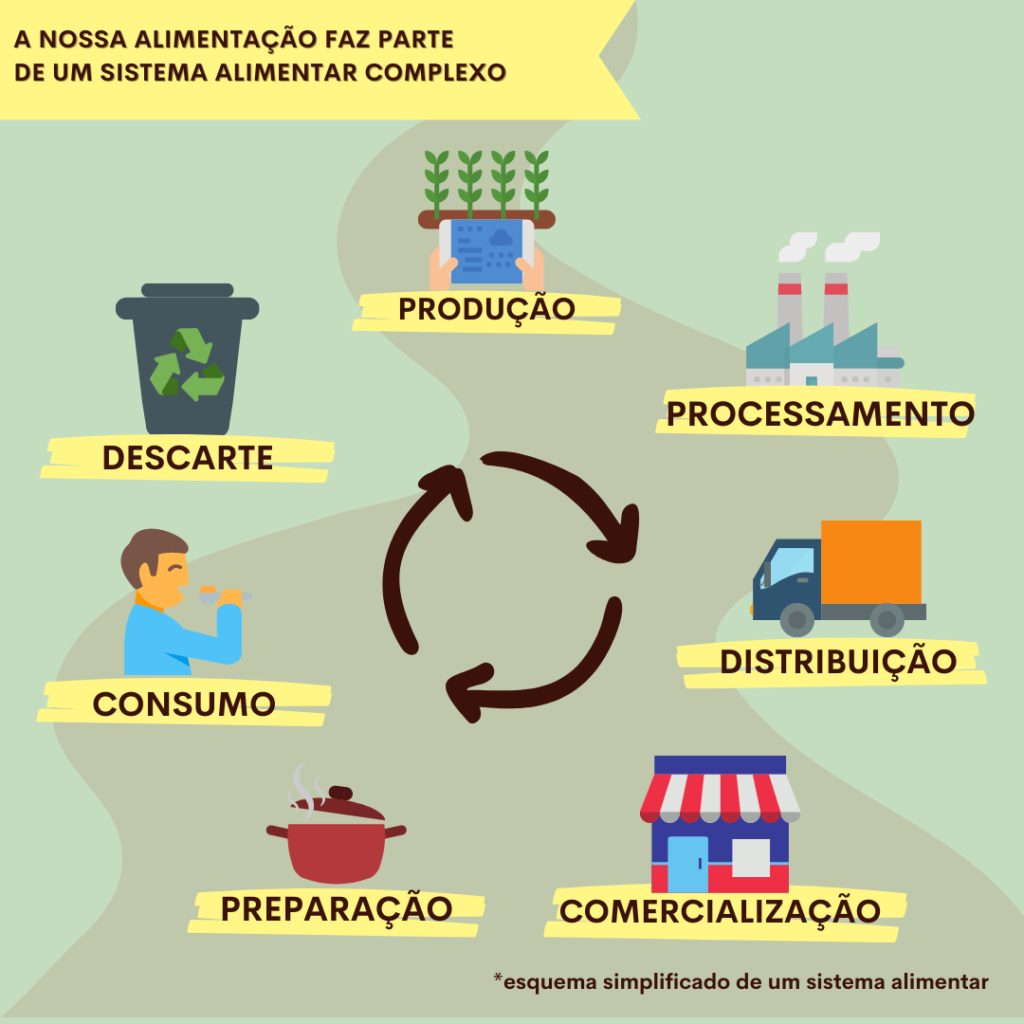 A NOSSA ALIMENTAÇÃO FAZ PARTE
DE UM SISTEMA ALIMENTAR COMPLEXO
PRODUÇÃO
PROCESSAMENTO
DISTRIBUIÇÃO
COMERCIALIZAÇÃO
PREPARAÇÃO
CONSUMO
DESCARTE
*esquema simplificado de um sistema alimentar